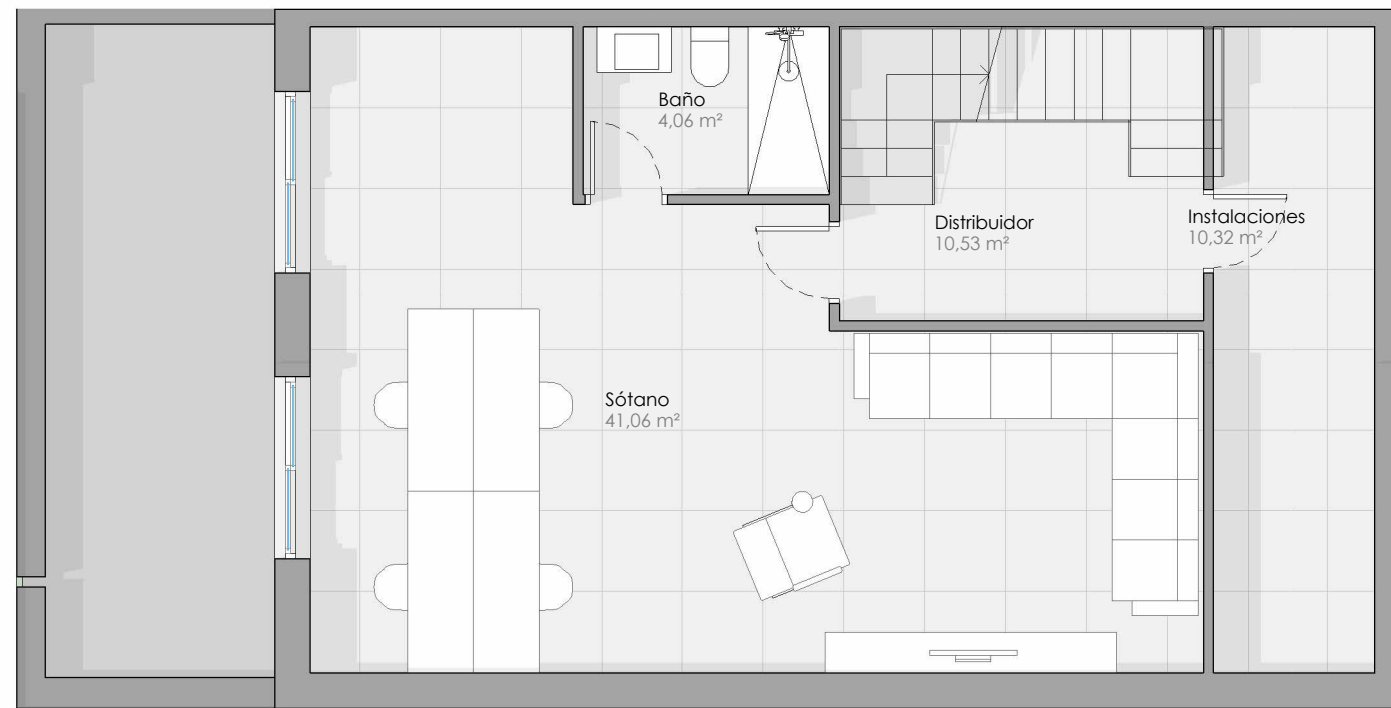 Baño
4,06 m²
Distribuidor
10,53 m²
Instalaciones
10,32 m²
Sótano
41,06 m²